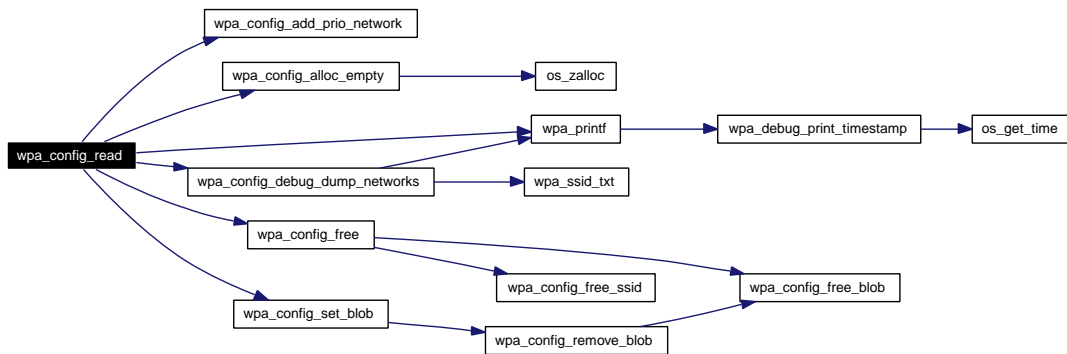 wpa_config_add_prio_network
wpa_config_alloc_empty
os_zalloc
wpa_printf
wpa_debug_print_timestamp
os_get_time
wpa_config_read
wpa_config_debug_dump_networks
wpa_ssid_txt
wpa_config_free
wpa_config_free_ssid
wpa_config_free_blob
wpa_config_set_blob
wpa_config_remove_blob